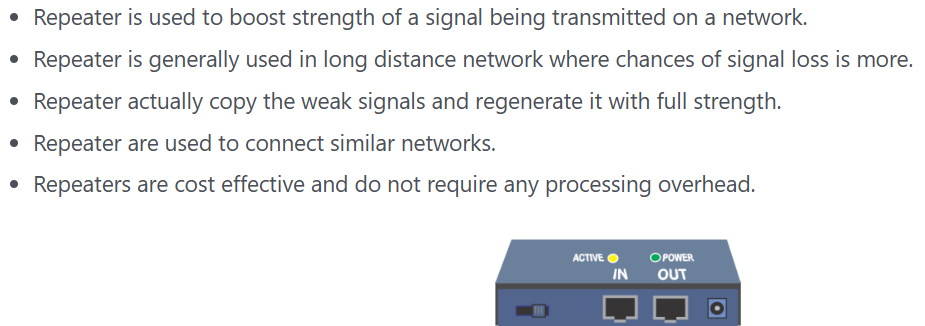 Repeater is used to boost strength of a signal being transmitted on a network.
Repeater is generally used in long distance network where chances of signal loss is more.
Repeater actually copy the weak signals and regenerate it with full strength.
Repeater are used to connect similar networks.
Repeaters are cost effective and do not require any processing overhead.
ACTIVE POWER
IN OUT